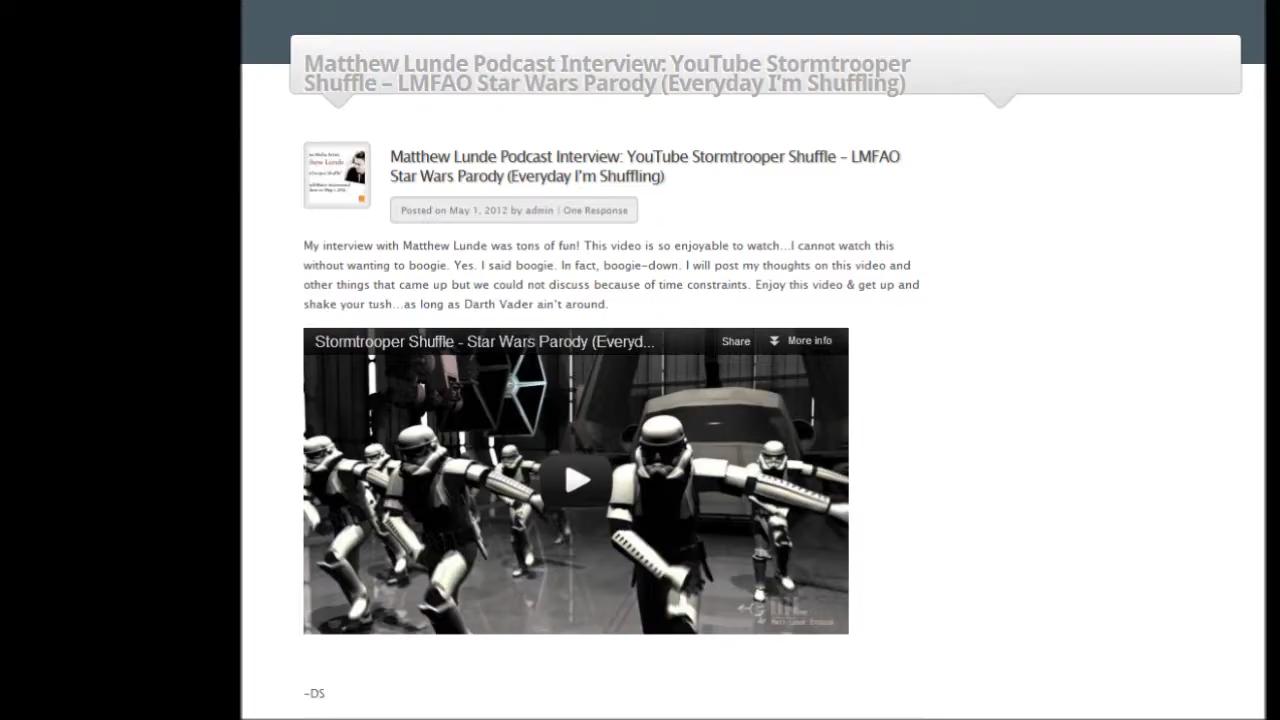 Matthew Lunde Podcast Interview: YouTube Stormtrooper
Shuffle – LMFAO Star Wars Parody (Everyday I'm Shuffling)
Matthew Lunde Podcast Interview: YouTube Stormtrooper Shuffle – LMFAO
Star Wars Parody (Everyday I'm Shuffling)
Posted on May 1, 2012 by admin | One Response
My interview with Matthew Lunde was tons of fun! This video is so enjoyable to watch...I cannot watch this
without wanting to boogie. Yes. I said boogie. In fact, boogie-down. I will post my thoughts on this video and
other things that came up but we could not discuss because of time constraints. Enjoy this video & get up and
shake your tush...as long as Darth Vader ain't around.
Stormtrooper Shuffle - Star Wars Parody (Everyd...
Share
More info
-DS